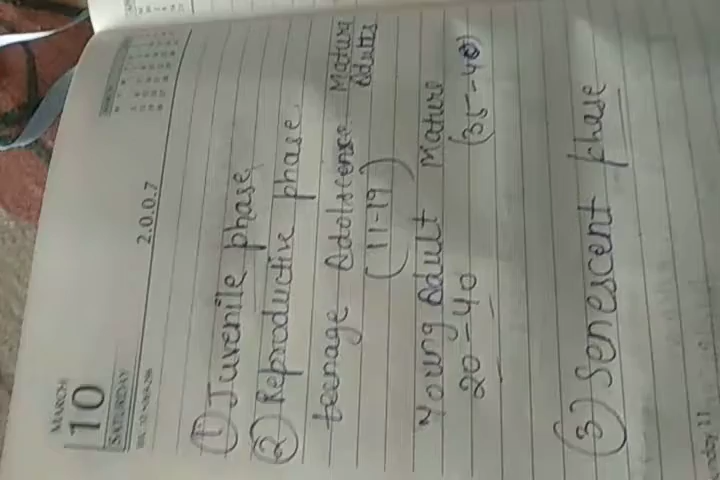 MARCH
10
SATURDAY
2.0.0.7
① Juvenile phase
② Reproductive phase
teenage Adolscence Mature Adults
(11-19)
Young Adult Mature
20-40 (35-40)
③ Senescent phase